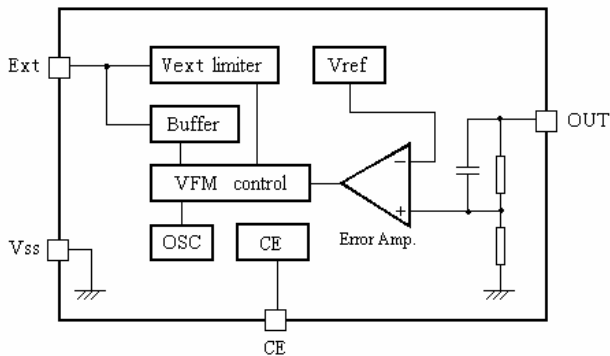 Ext
Vext limiter
Vref
Buffer
OUT
VFM control
−
+
Vss
OSC
CE
Error Amp.
CE